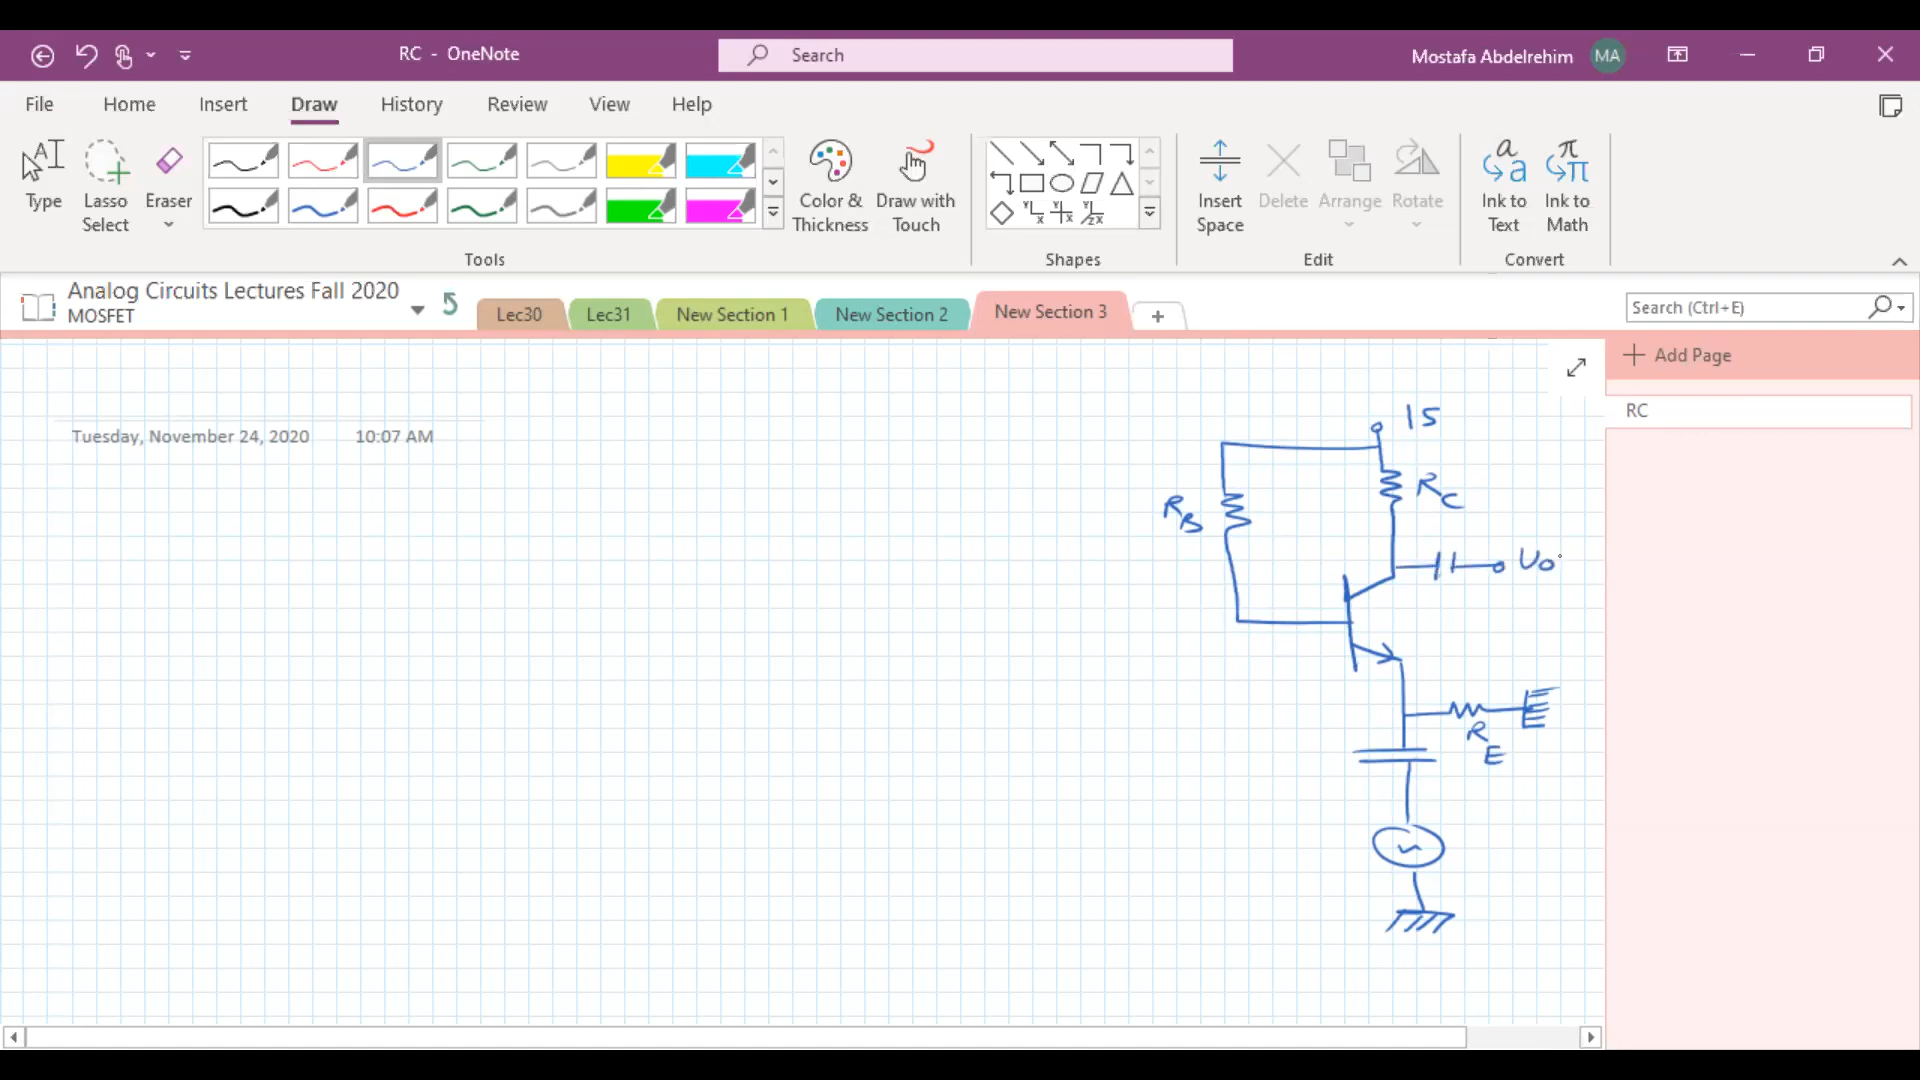 RC - OneNote
Search
Mostafa Abdelrehim
MA
File
Home
Insert
Draw
History
Review
View
Help
Type
Lasso Select
Eraser
Color & Thickness
Draw with Touch
Insert Space
Delete
Arrange
Rotate
Ink to Text
Ink to Math
Tools
Shapes
Edit
Convert
Analog Circuits Lectures Fall 2020
MOSFET
Lec30
Lec31
New Section 1
New Section 2
New Section 3
Search (Ctrl+E)
Add Page
RC
Tuesday, November 24, 2020
10:07 AM
15
RC
RB
Uo
RE